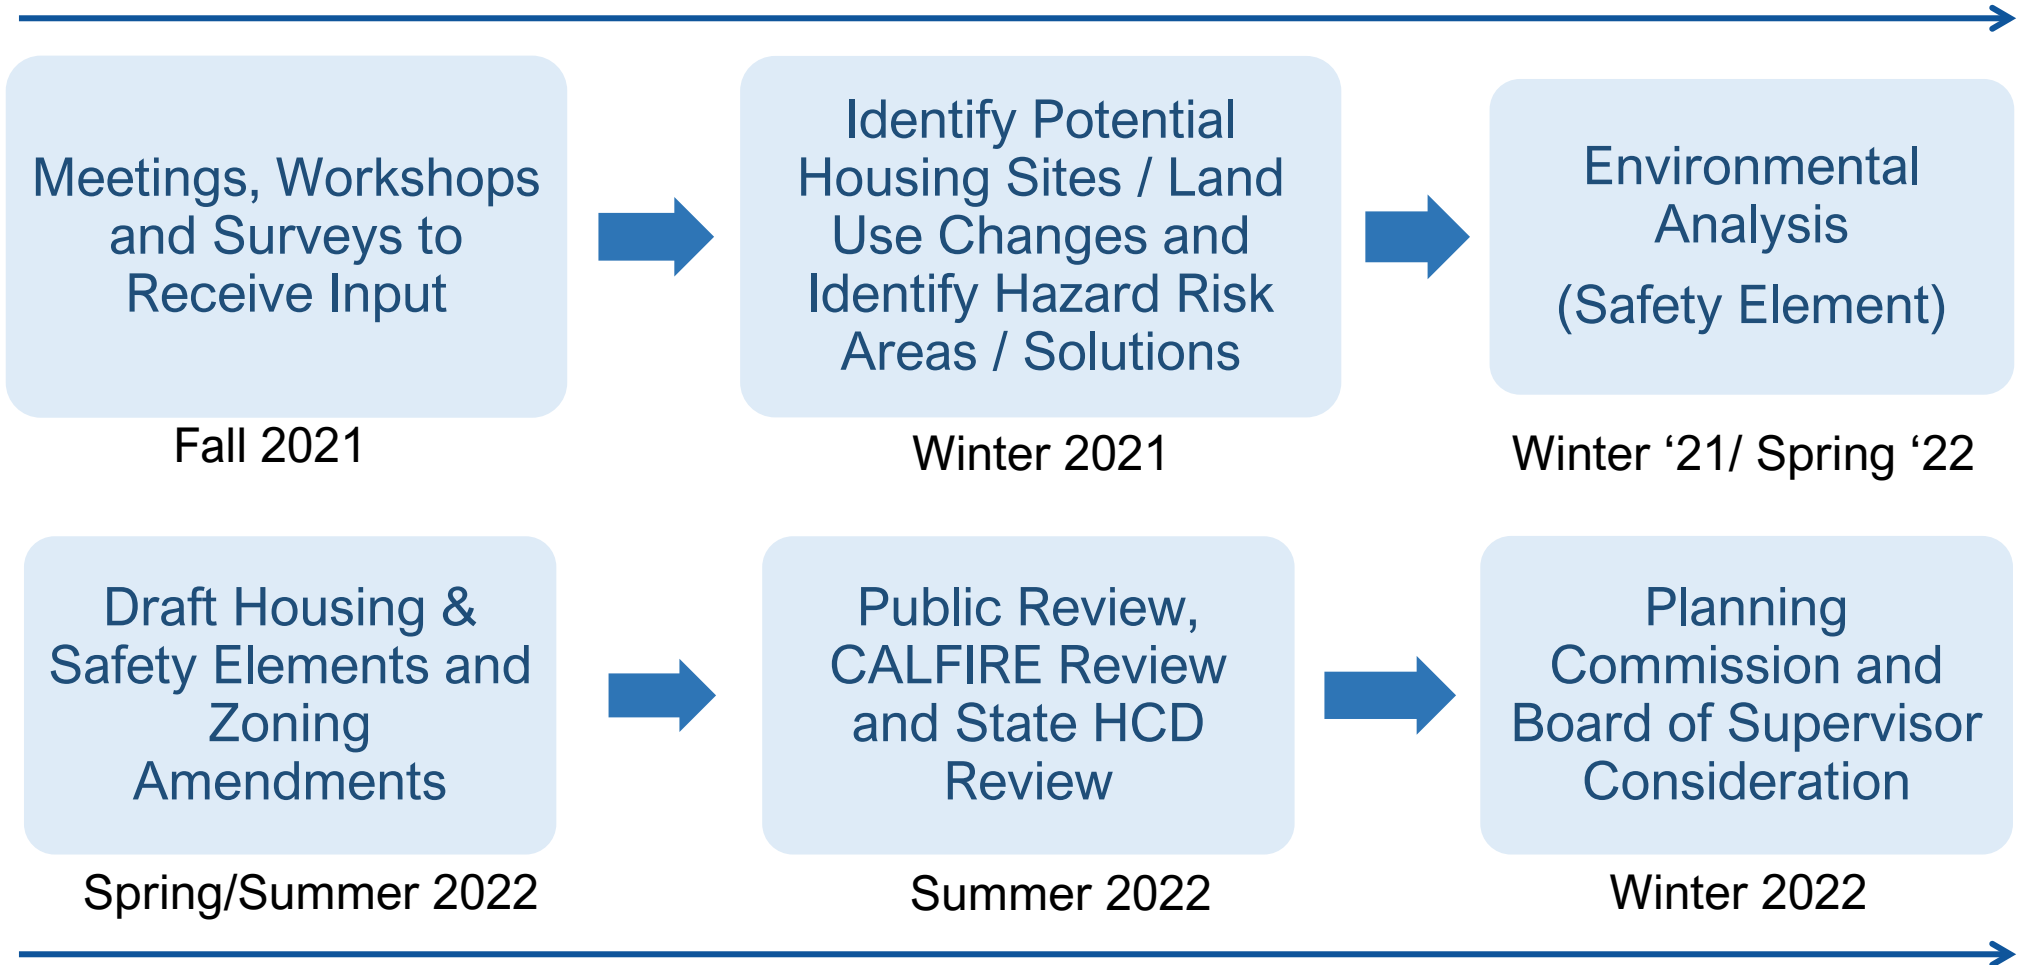 Meetings, Workshops
and Surveys to
Receive Input
Fall 2021
Identify Potential
Housing Sites / Land
Use Changes and
Identify Hazard Risk
Areas / Solutions
Winter 2021
Environmental
Analysis
(Safety Element)
Winter ‘21/ Spring ‘22
Draft Housing &
Safety Elements and
Zoning
Amendments
Spring/Summer 2022
Public Review,
CALFIRE Review
and State HCD
Review
Summer 2022
Planning
Commission and
Board of Supervisor
Consideration
Winter 2022